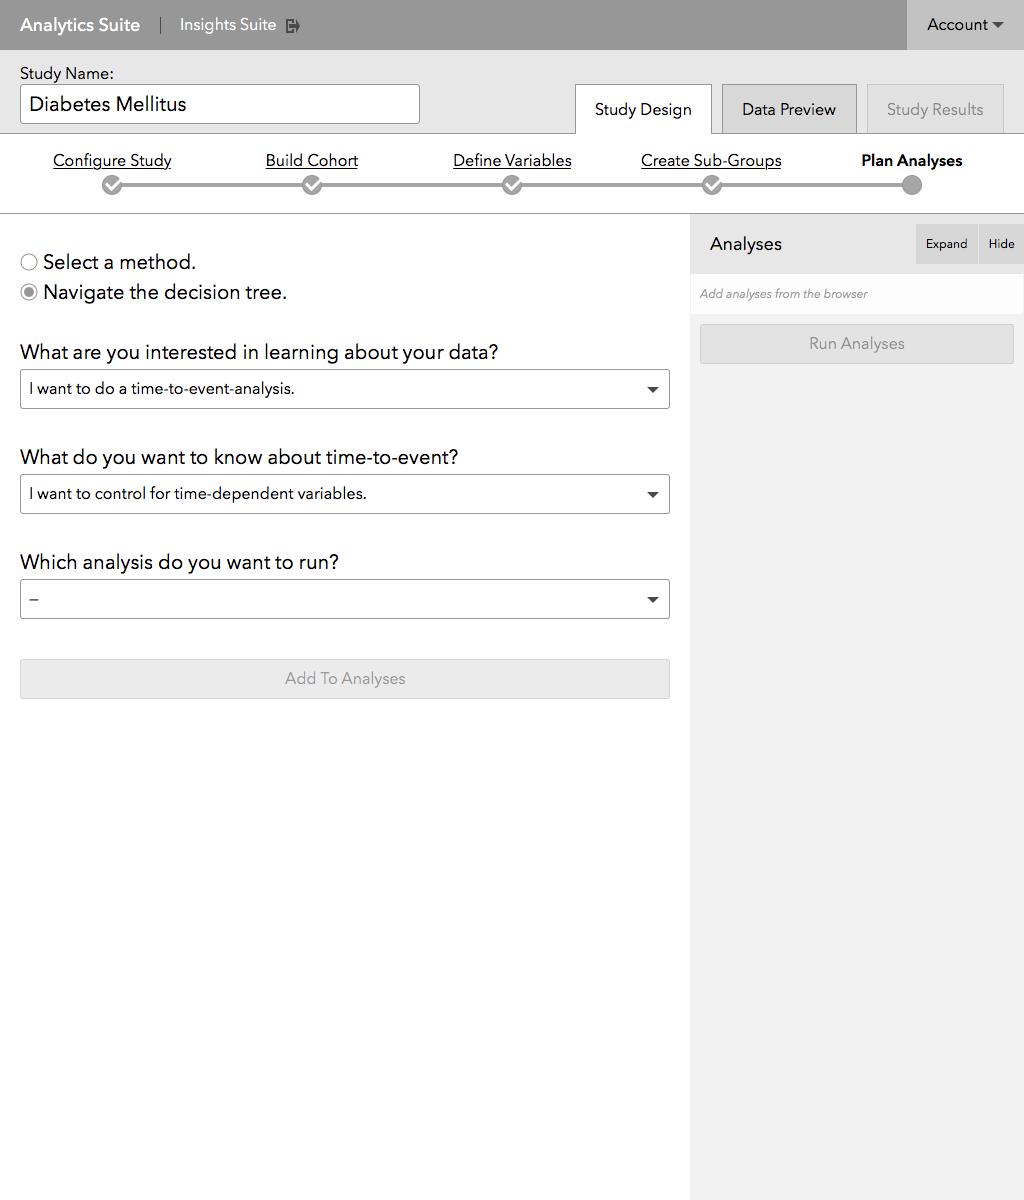 Analytics Suite | Insights Suite Account
Study Name:
Diabetes Mellitus
Study Design Data Preview Study Results
Configure Study Build Cohort Define Variables Create Sub-Groups Plan Analyses
Select a method.
Navigate the decision tree.
What are you interested in learning about your data?
I want to do a time-to-event-analysis.
What do you want to know about time-to-event?
I want to control for time-dependent variables.
Which analysis do you want to run?
–
Add To Analyses
Analyses Expand Hide
Add analyses from the browser
Run Analyses